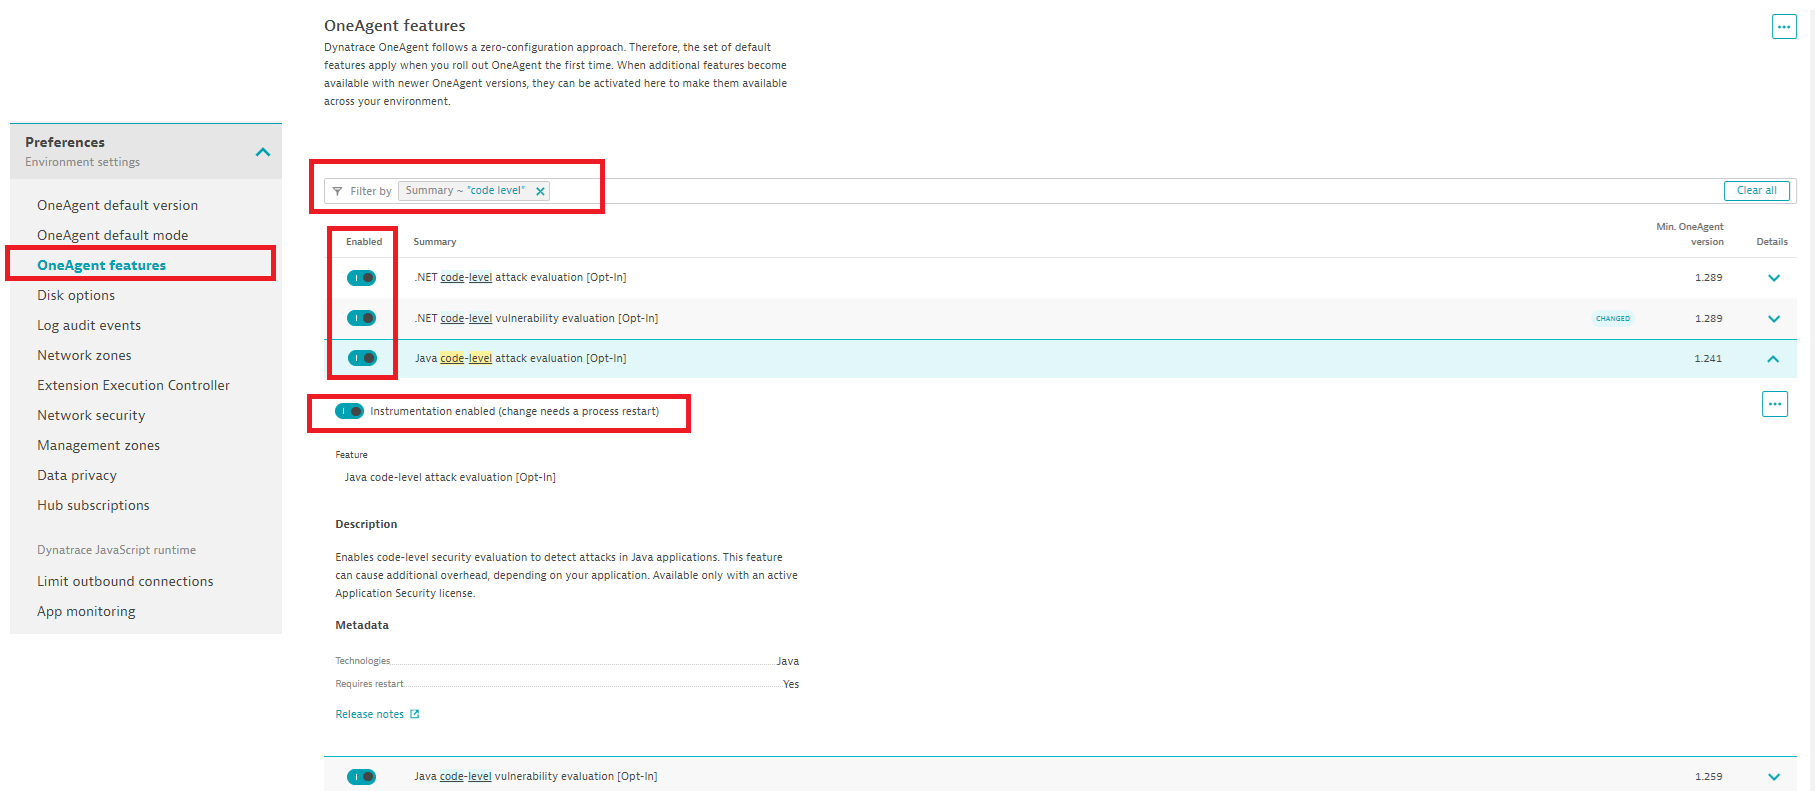 Preferences
Environment settings
OneAgent default version
OneAgent default mode
OneAgent features
Disk options
Log audit events
Network zones
Extension Execution Controller
Network security
Management zones
Data privacy
Hub subscriptions
Dynatrace JavaScript runtime
Limit outbound connections
App monitoring
OneAgent features
Dynatrace OneAgent follows a zero-configuration approach. Therefore, the set of default
features apply when you roll out OneAgent the first time. When additional features become
available with newer OneAgent versions, they can be activated here to make them available
across your environment.
Filter by Summary ~ "code level" Clear all
Enabled Summary Min. OneAgent version Details
.NET code-level attack evaluation [Opt-In] 1.289
.NET code-level vulnerability evaluation [Opt-In] CHANGED 1.289
Java code-level attack evaluation [Opt-In] 1.241
Instrumentation enabled (change needs a process restart)
Feature
Java code-level attack evaluation [Opt-In]
Description
Enables code-level security evaluation to detect attacks in Java applications. This feature
can cause additional overhead, depending on your application. Available only with an active
Application Security license.
Metadata
Technologies Java
Requires restart Yes
Release notes
Java code-level vulnerability evaluation [Opt-In] 1.259